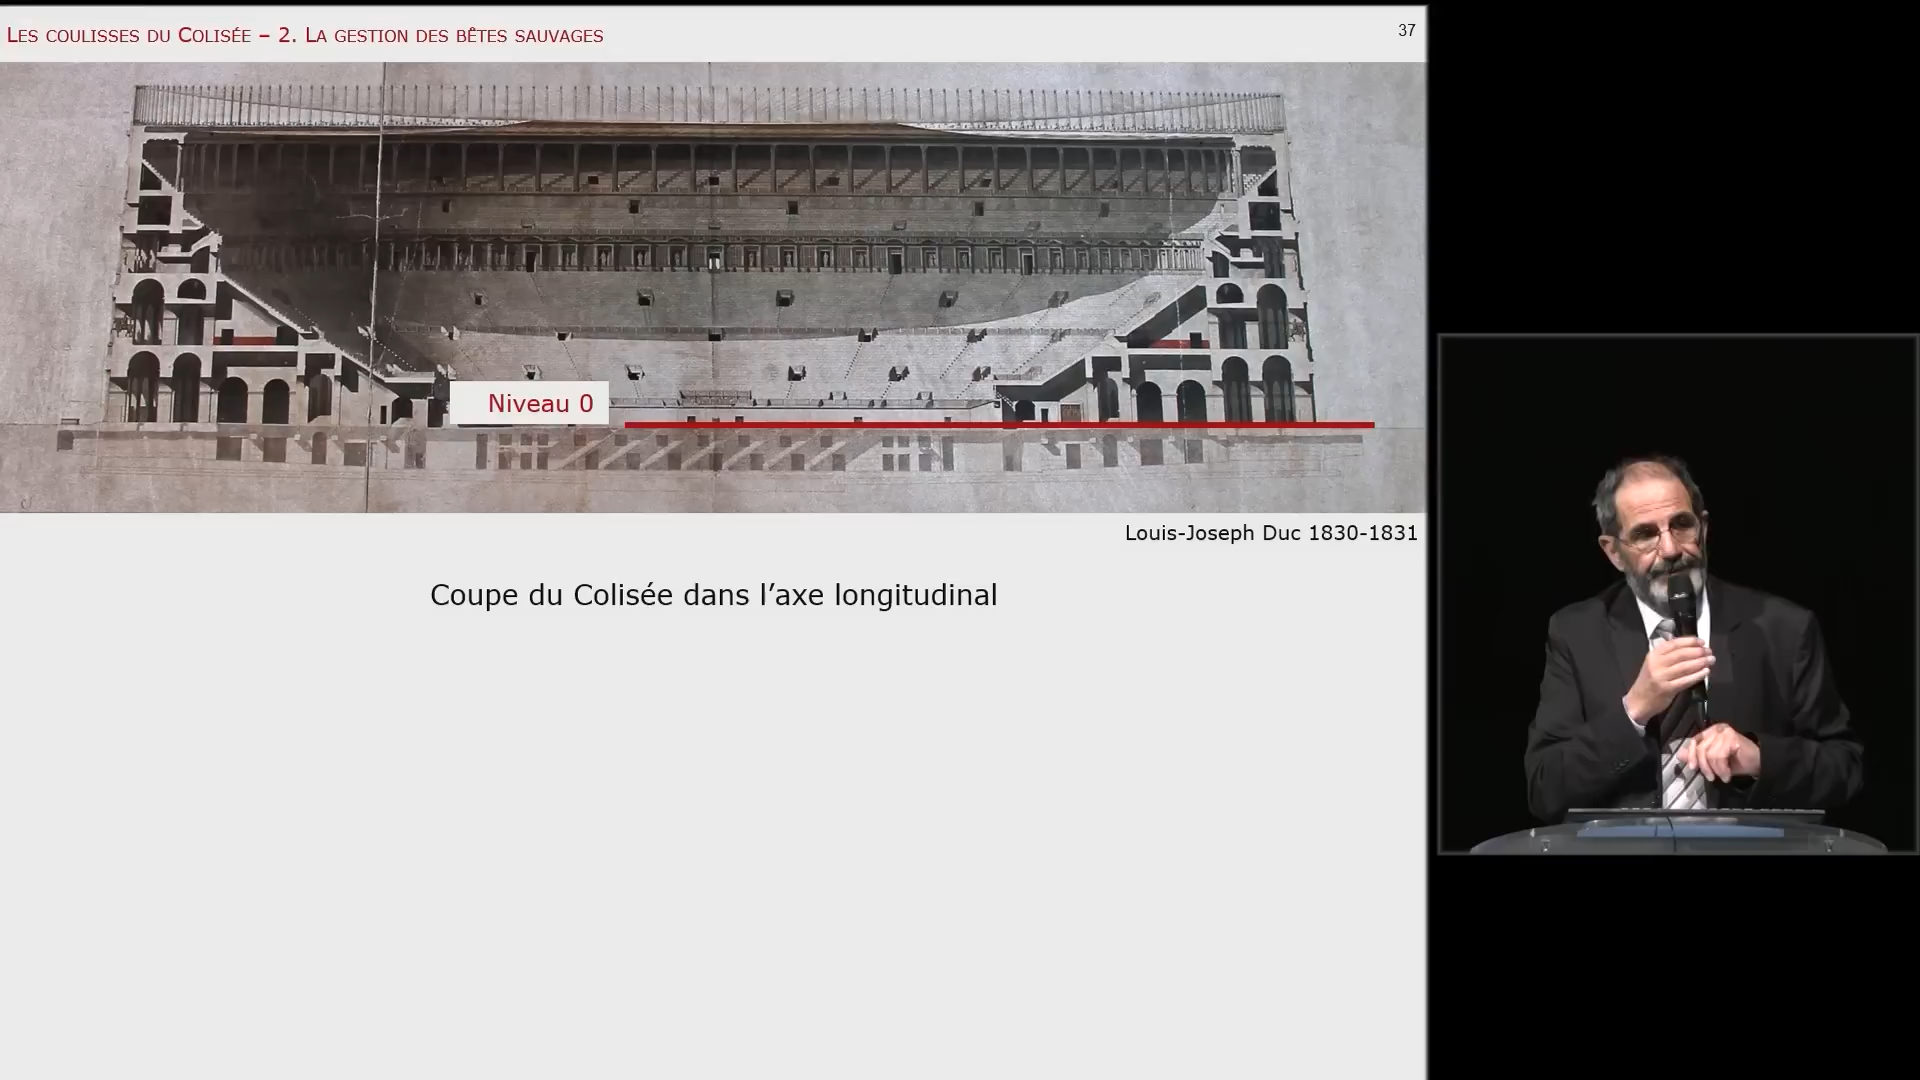 Les coulisses du Colisée – 2. La gestion des bêtes sauvages
37
Niveau 0
Louis-Joseph Duc 1830-1831
Coupe du Colisée dans l’axe longitudinal